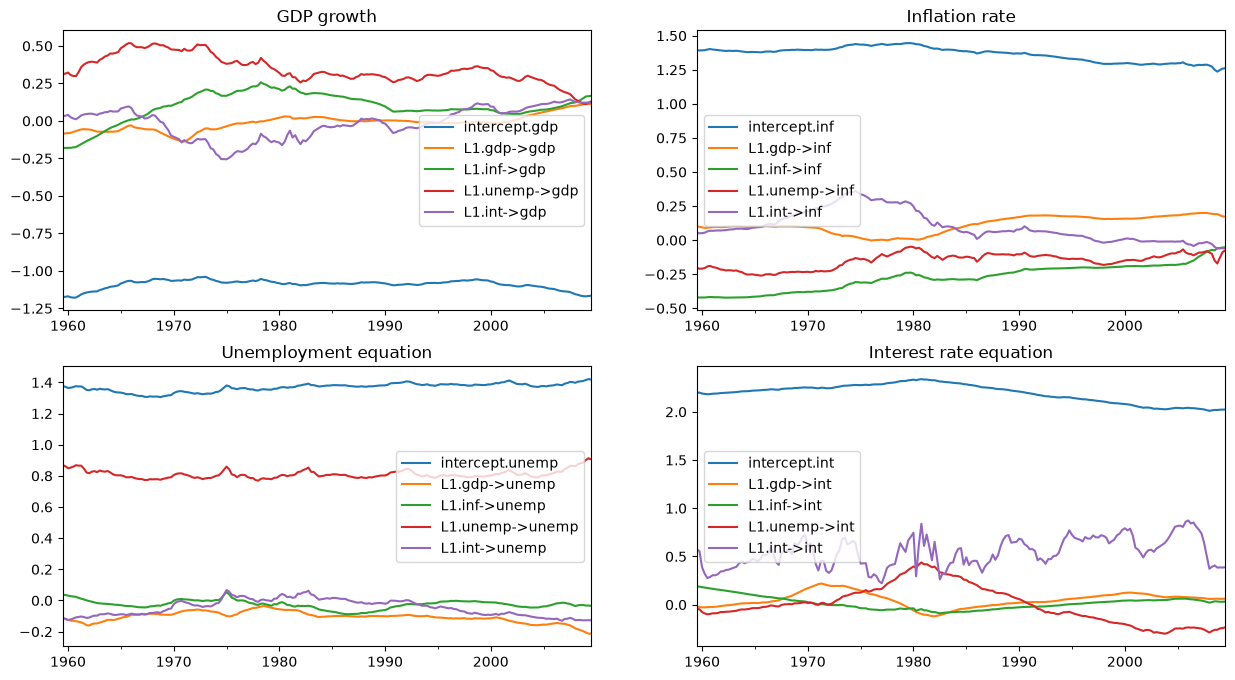 GDP growth
0.50
0.25
0.00
−0.25
−0.50
−0.75
−1.00
−1.25
intercept.gdp
L1.gdp->gdp
L1.inf->gdp
L1.unemp->gdp
L1.int->gdp
1960 1970 1980 1990 2000
Inflation rate
1.50
1.25
1.00
0.75
0.50
0.25
0.00
−0.25
−0.50
intercept.inf
L1.gdp->inf
L1.inf->inf
L1.unemp->inf
L1.int->inf
1960 1970 1980 1990 2000
Unemployment equation
1.4
1.2
1.0
0.8
0.6
0.4
0.2
0.0
−0.2
intercept.unemp
L1.gdp->unemp
L1.inf->unemp
L1.unemp->unemp
L1.int->unemp
1960 1970 1980 1990 2000
Interest rate equation
2.0
1.5
1.0
0.5
0.0
intercept.int
L1.gdp->int
L1.inf->int
L1.unemp->int
L1.int->int
1960 1970 1980 1990 2000